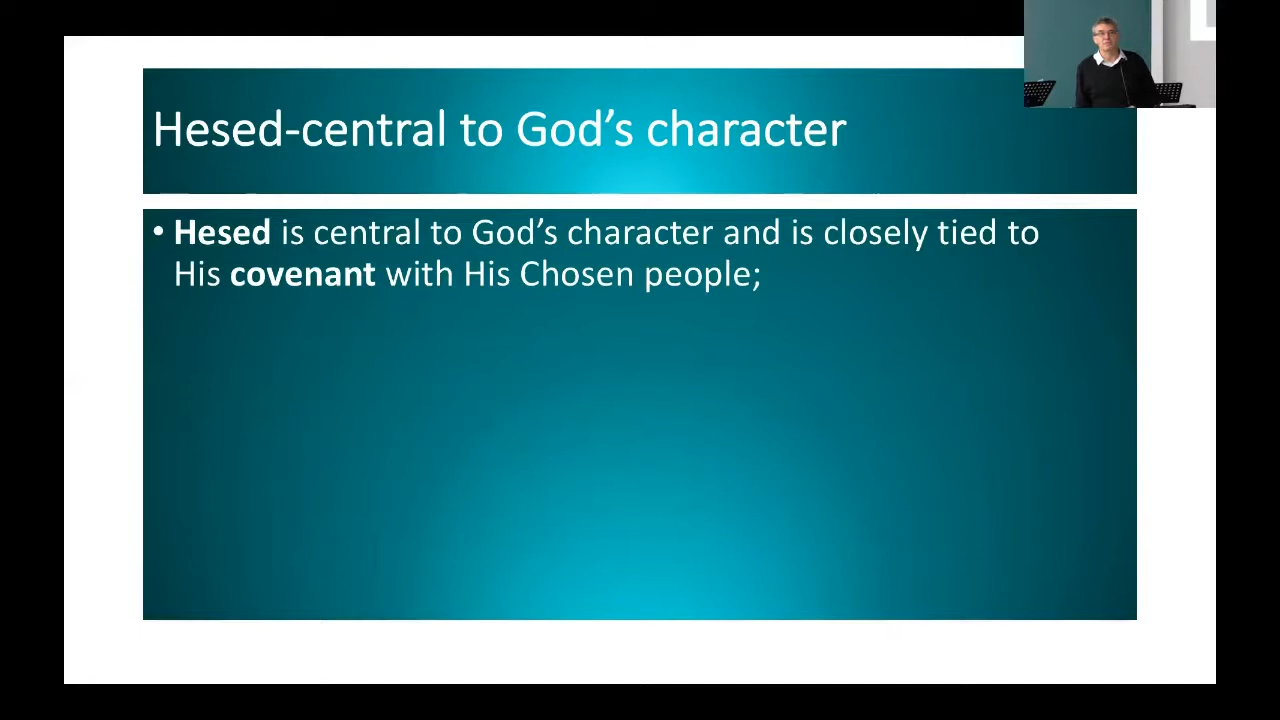 Hesed-central to God’s character
• Hesed is central to God’s character and is closely tied to
His covenant with His Chosen people;